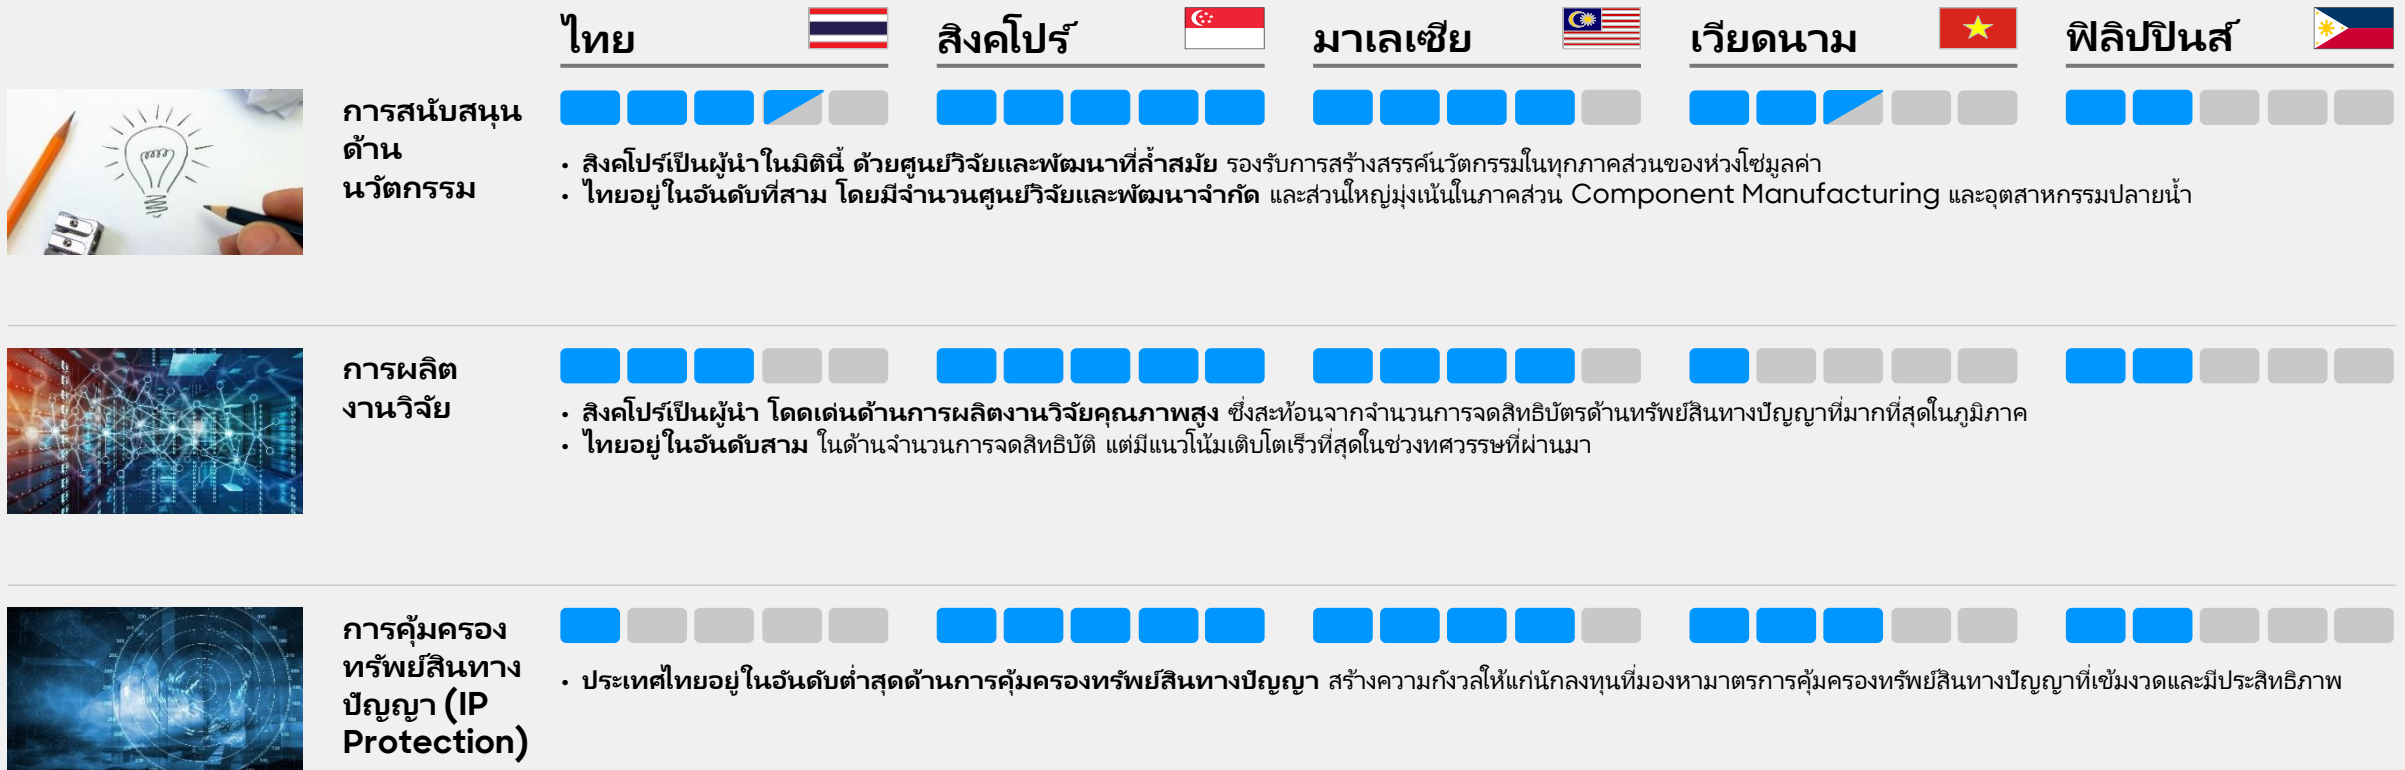 ไทย
สิงคโปร์
มาเลเซีย
เวียดนาม
ฟิลิปปินส์
การสนับสนุน
ด้าน
นวัตกรรม
• สิงคโปร์เป็นผู้นำในมิตินี้ ด้วยศูนย์วิจัยและพัฒนาที่ล้ำสมัย รองรับการสร้างสรรค์นวัตกรรมในทุกภาคส่วนของห่วงโซ่มูลค่า
• ไทยอยู่ในอันดับที่สาม โดยมีจำนวนศูนย์วิจัยและพัฒนาจำกัด และส่วนใหญ่มุ่งเน้นในภาคส่วน Component Manufacturing และอุตสาหกรรมปลายน้ำ
การผลิต
งานวิจัย
• สิงคโปร์เป็นผู้นำ โดดเด่นด้านการผลิตงานวิจัยคุณภาพสูง ซึ่งสะท้อนจากจำนวนการจดสิทธิบัตรด้านทรัพย์สินทางปัญญาที่มากที่สุดในภูมิภาค
• ไทยอยู่ในอันดับสาม ในด้านจำนวนการจดสิทธิบัติ แต่มีแนวโน้มเติบโตเร็วที่สุดในช่วงทศวรรษที่ผ่านมา
การคุ้มครอง
ทรัพย์สินทาง
ปัญญา (IP
Protection)
• ประเทศไทยอยู่ในอันดับต่ำสุดด้านการคุ้มครองทรัพย์สินทางปัญญา สร้างความกังวลให้แก่นักลงทุนที่มองหามาตรการคุ้มครองทรัพย์สินทางปัญญาที่เข้มงวดและมีประสิทธิภาพ